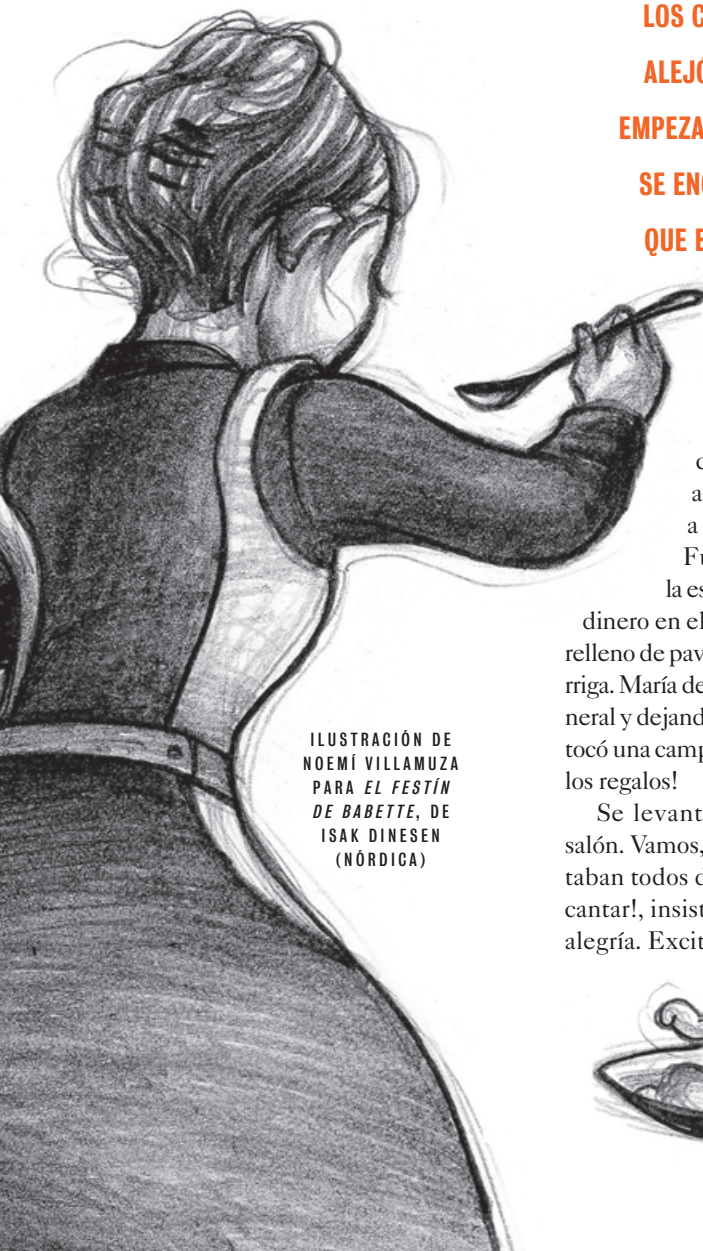 LOS C
ALEJÓ
EMPEZA
SE ENC
QUE E
a
a
Fu
la es
dinero en el
relleno de pav
rriga. María de
neral y dejand
tocó una camp
los regalos!
Se levant
salón. Vamos,
taban todos d
cantar!, insist
alegría. Excit
ILUSTRACIÓN DE
NOEMÍ VILLAMUZA
PARA EL FESTÍN
DE BABETTE, DE
ISAK DINESEN
(NÓRDICA)